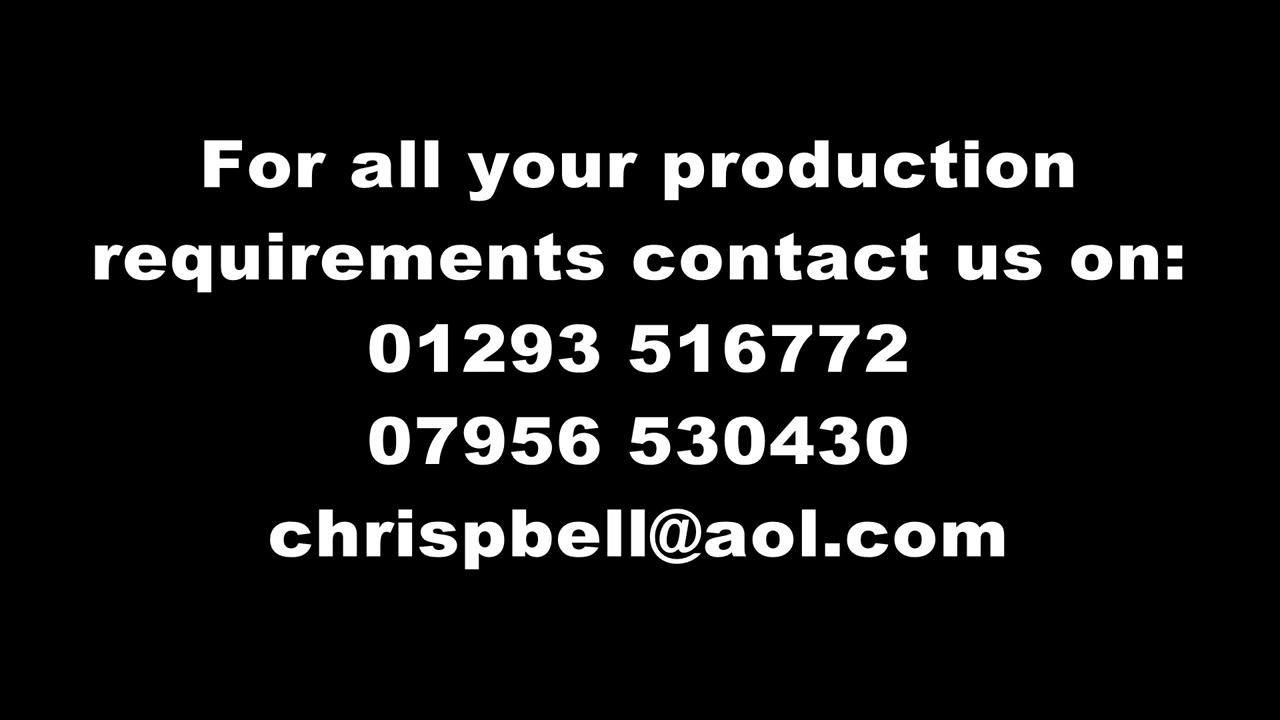 For all your production
requirements contact us on:
01293 516772
07956 530430
chrispbell@aol.com